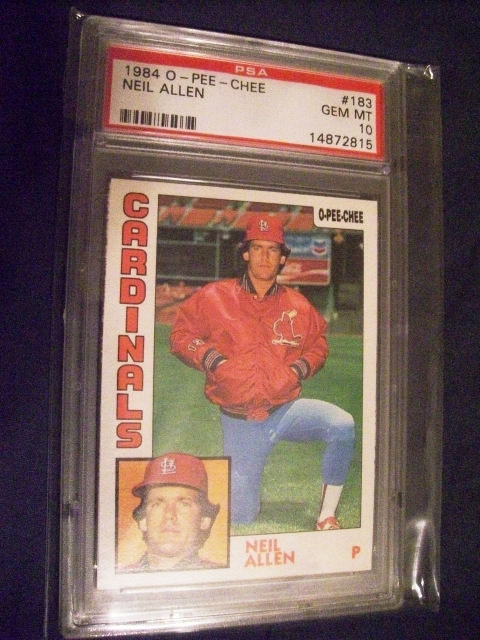 PSA
1984 O-PEE-CHEE
#183
NEIL ALLEN
GEM MT
10
14872815
O-PEE-CHEE
CARDINALS
NEIL
ALLEN
P